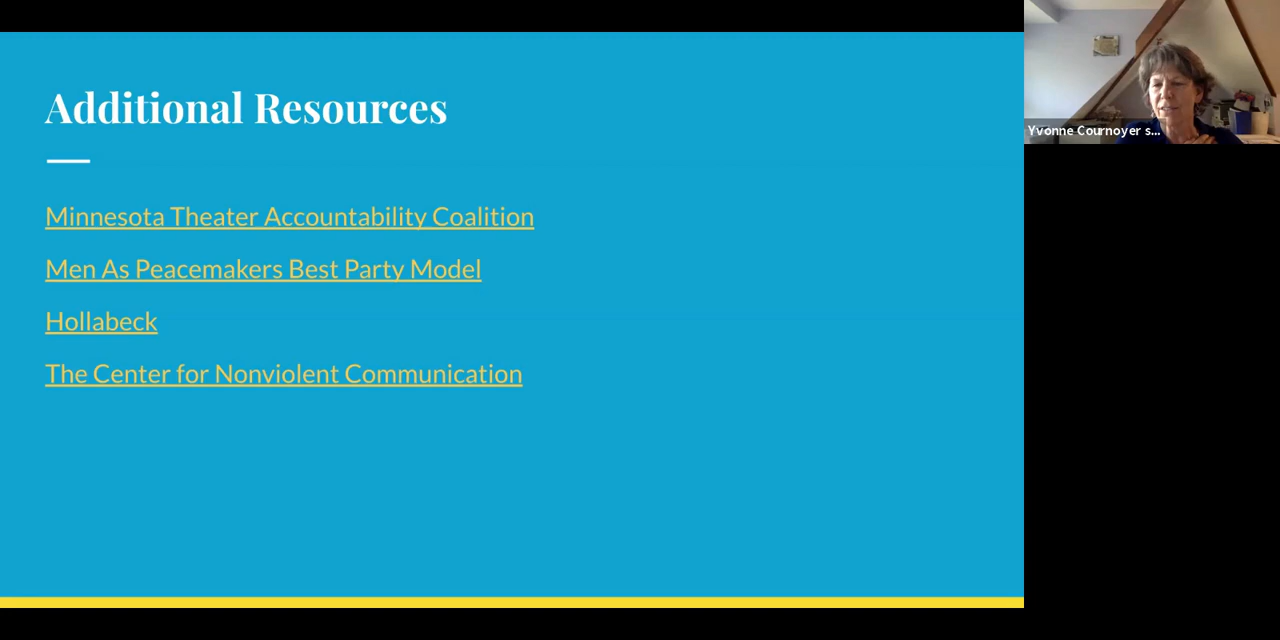 Additional Resources
Minnesota Theater Accountability Coalition
Men As Peacemakers Best Party Model
Hollabeck
The Center for Nonviolent Communication
Yvonne Cournoyer s...